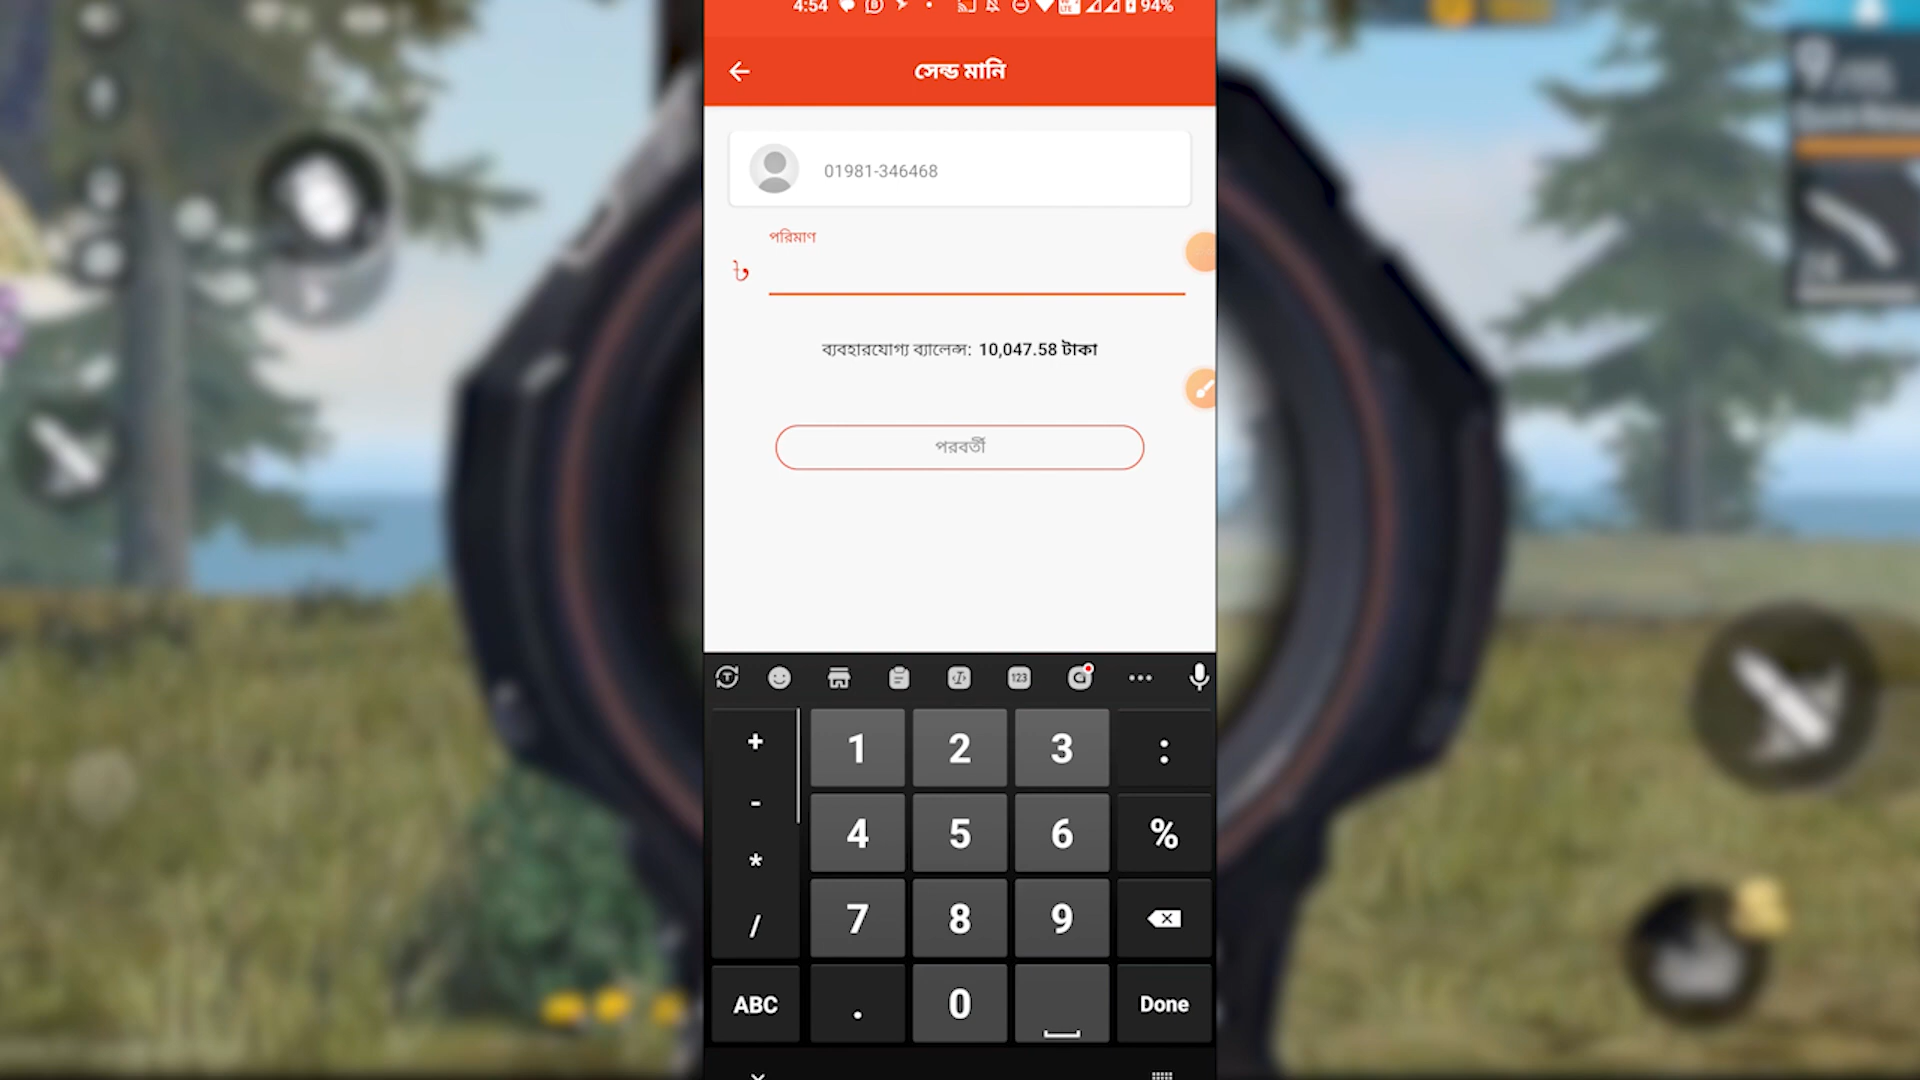 4:54 94%
সেন্ড মানি
01981-346468
পরিমাণ
৳
ব্যবহারযোগ্য ব্যালেন্স: 10,047.58 টাকা
পরবর্তী
123
+ 1 2 3 :
- 4 5 6 %
*
/ 7 8 9
ABC . 0 Done